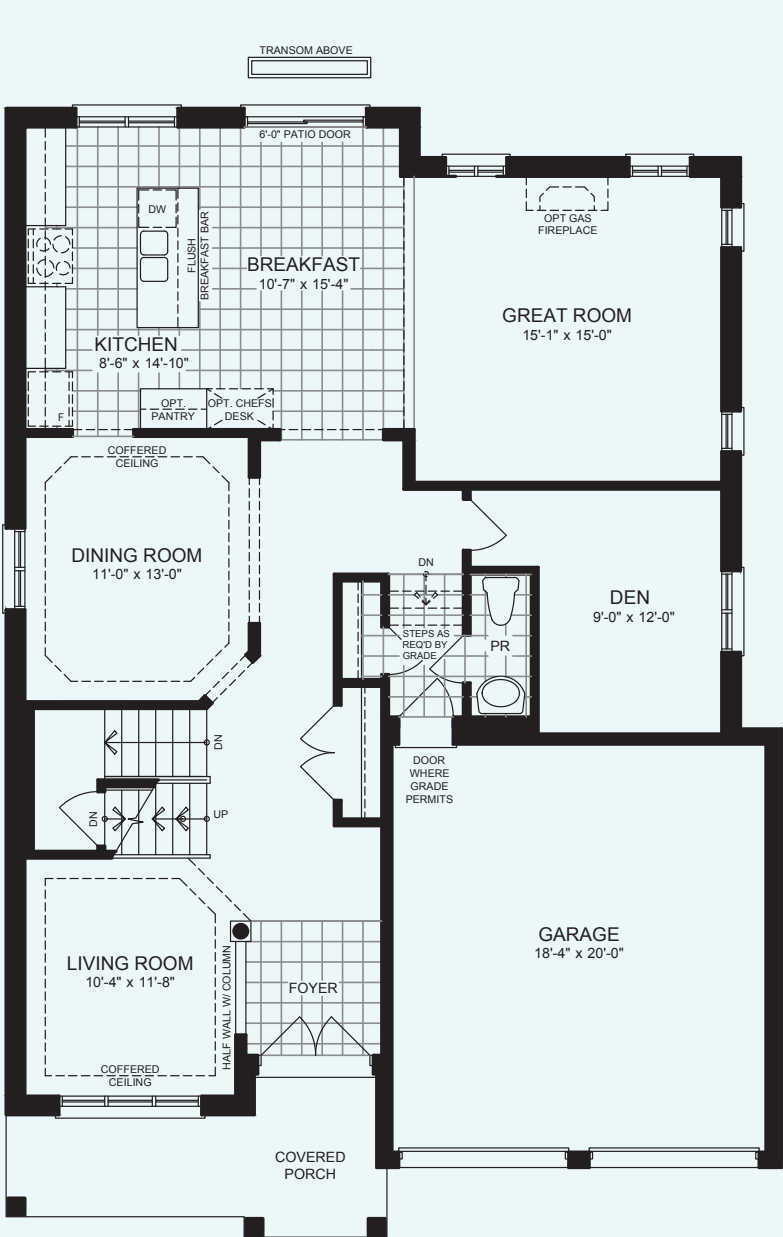 TRANSOM ABOVE
6'-0" PATIO DOOR
DW
FLUSH
BREAKFAST BAR
BREAKFAST
10'-7" x 15'-4"
OPT GAS
FIREPLACE
GREAT ROOM
15'-1" x 15'-0"
KITCHEN
8'-6" x 14'-10"
F
OPT.
PANTRY
OPT. CHEFS
DESK
COFFERED
CEILING
DINING ROOM
11'-0" x 13'-0"
DN
STEPS AS
REQ'D BY
GRADE
PR
DEN
9'-0" x 12'-0"
DN
DOOR
WHERE
GRADE
PERMITS
DN
UP
GARAGE
18'-4" x 20'-0"
LIVING ROOM
10'-4" x 11'-8"
HALF WALL W/ COLUMN
FOYER
COFFERED
CEILING
COVERED
PORCH